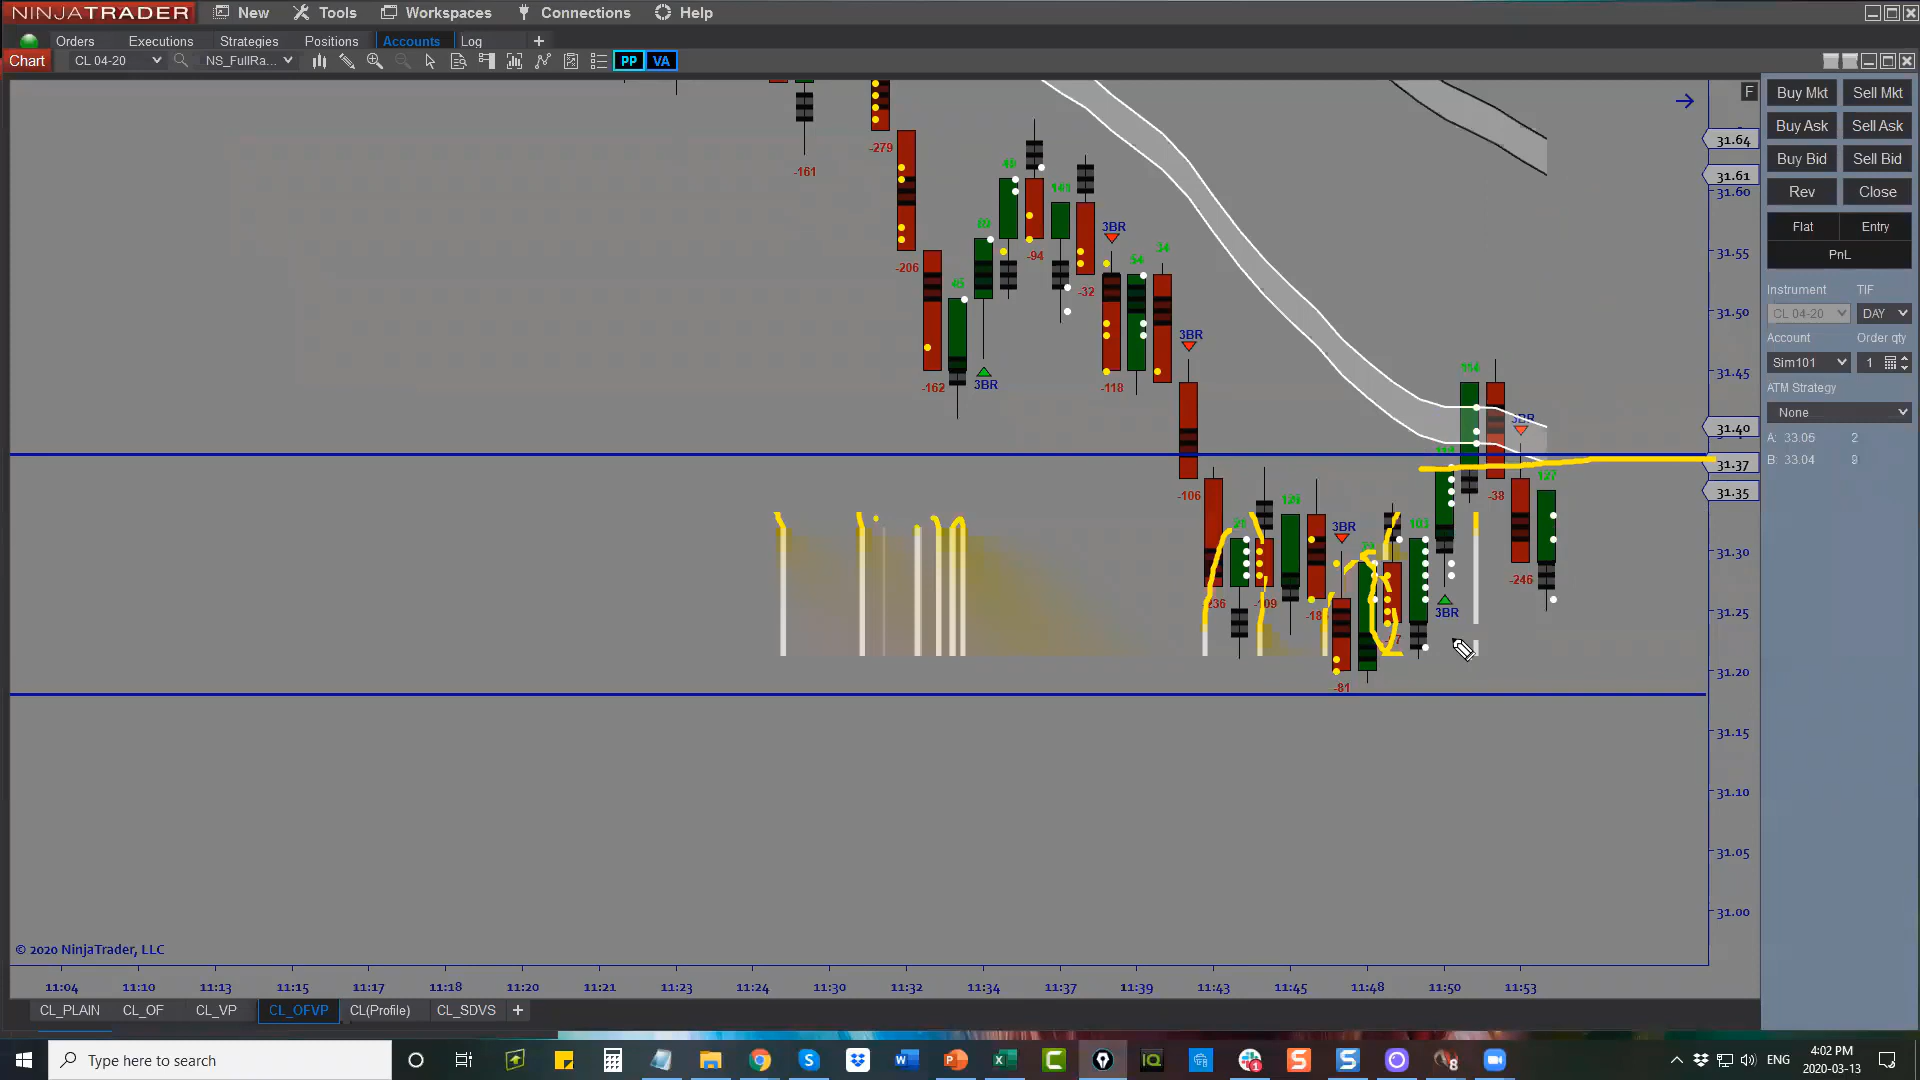 NINJATRADER New Tools Workspaces Connections Help
Orders Executions Strategies Positions Accounts Log +
Chart CL 04-20 NS_FullRa... PP VA
F
Buy Mkt Sell Mkt
Buy Ask Sell Ask
Buy Bid Sell Bid
Rev Close
Flat Entry
PnL
Instrument TIF
CL 04-20 DAY
Account Order qty
Sim101 1
ATM Strategy
None
A: 33.05 2
B: 33.04 9
31.64
31.61
31.60
31.55
31.50
31.45
31.40
31.37
31.35
31.30
31.25
31.20
31.15
31.10
31.05
31.00
-161
-279
-206
-162
3BR
-94
-32
3BR
-118
54
34
3BR
-106
3BR
-81
3BR
114
-38
3BR
-246
127
103
© 2020 NinjaTrader, LLC
11:04 11:10 11:13 11:15 11:17 11:18 11:20 11:21 11:23 11:24 11:30 11:32 11:34 11:37 11:39 11:43 11:45 11:48 11:50 11:53
CL_PLAIN CL_OF CL_VP CL_OFVP CL(Profile) CL_SDVS +
Type here to search
ENG
4:02 PM
2020-03-13